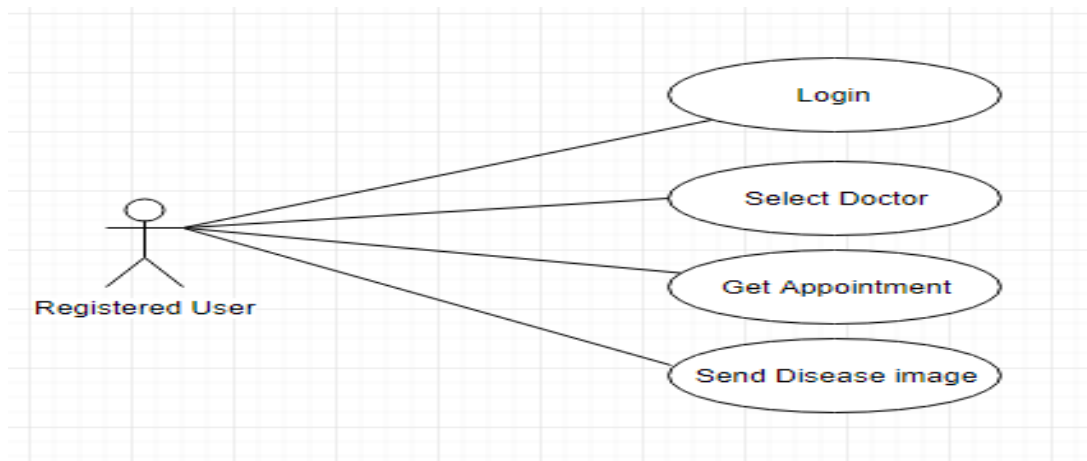 Login
Select Doctor
Get Appointment
Registered User
Send Disease image